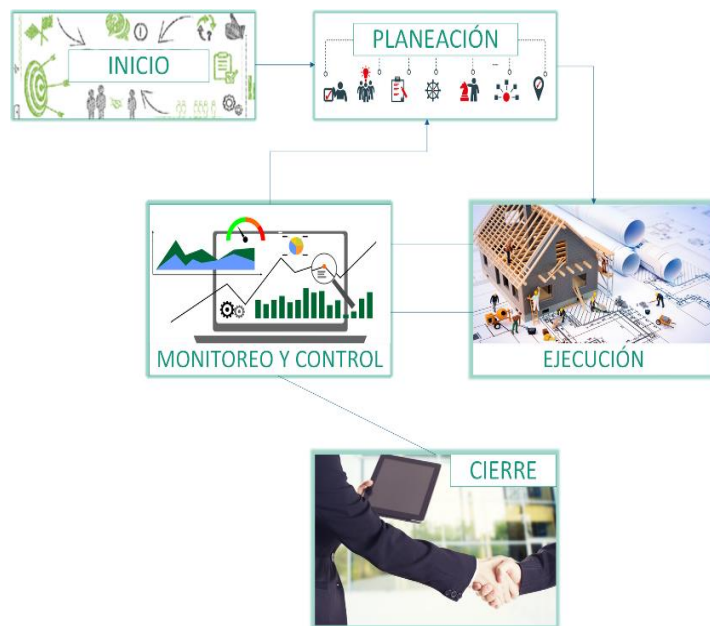 INICIO
PLANEACIÓN
MONITOREO Y CONTROL
EJECUCIÓN
CIERRE